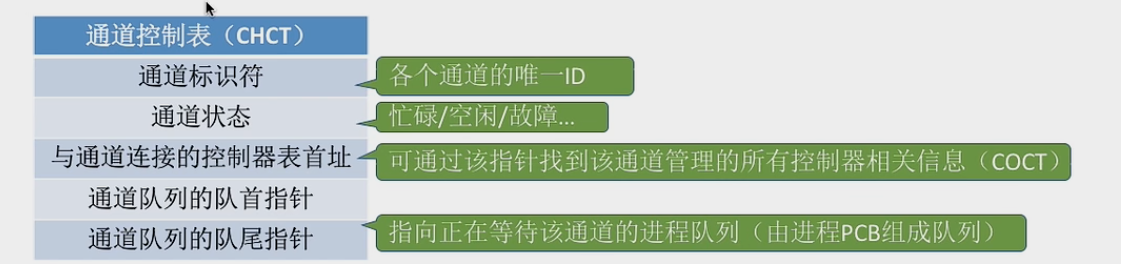 通道控制表（CHCT）
通道标识符
各个通道的唯一ID
通道状态
忙碌/空闲/故障...
与通道连接的控制器表首址
可通过该指针找到该通道管理的所有控制器相关信息（COCT）
通道队列的队首指针
通道队列的队尾指针
指向正在等待该通道的进程队列（由进程PCB组成队列）